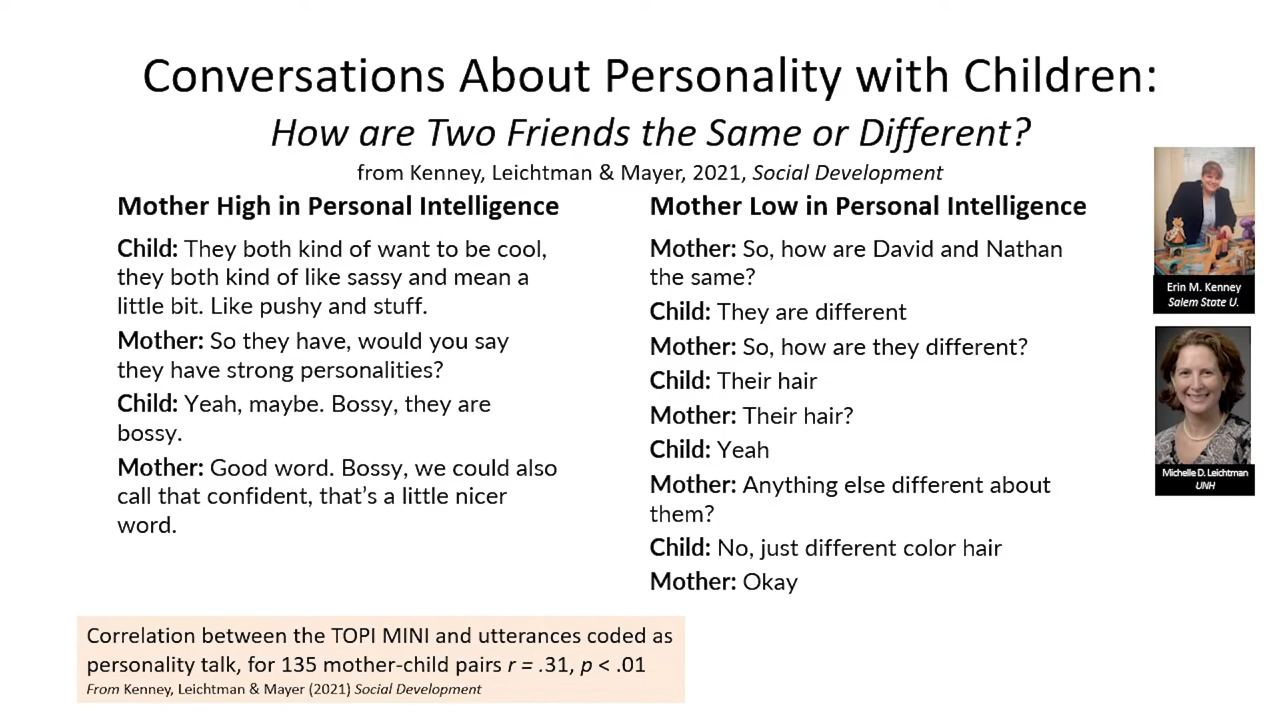 Conversations About Personality with Children:
How are Two Friends the Same or Different?
from Kenney, Leichtman & Mayer, 2021, Social Development
Mother High in Personal Intelligence
Child: They both kind of want to be cool,
they both kind of like sassy and mean a
little bit. Like pushy and stuff.
Mother: So they have, would you say
they have strong personalities?
Child: Yeah, maybe. Bossy, they are
bossy.
Mother: Good word. Bossy, we could also
call that confident, that's a little nicer
word.
Mother Low in Personal Intelligence
Mother: So, how are David and Nathan
the same?
Child: They are different
Mother: So, how are they different?
Child: Their hair
Mother: Their hair?
Child: Yeah
Mother: Anything else different about
them?
Child: No, just different color hair
Mother: Okay
Erin M. Kenney
Salem State U.
Michelle D. Leichtman
UNH
Correlation between the TOPI MINI and utterances coded as
personality talk, for 135 mother-child pairs r = .31, p < .01
From Kenney, Leichtman & Mayer (2021) Social Development